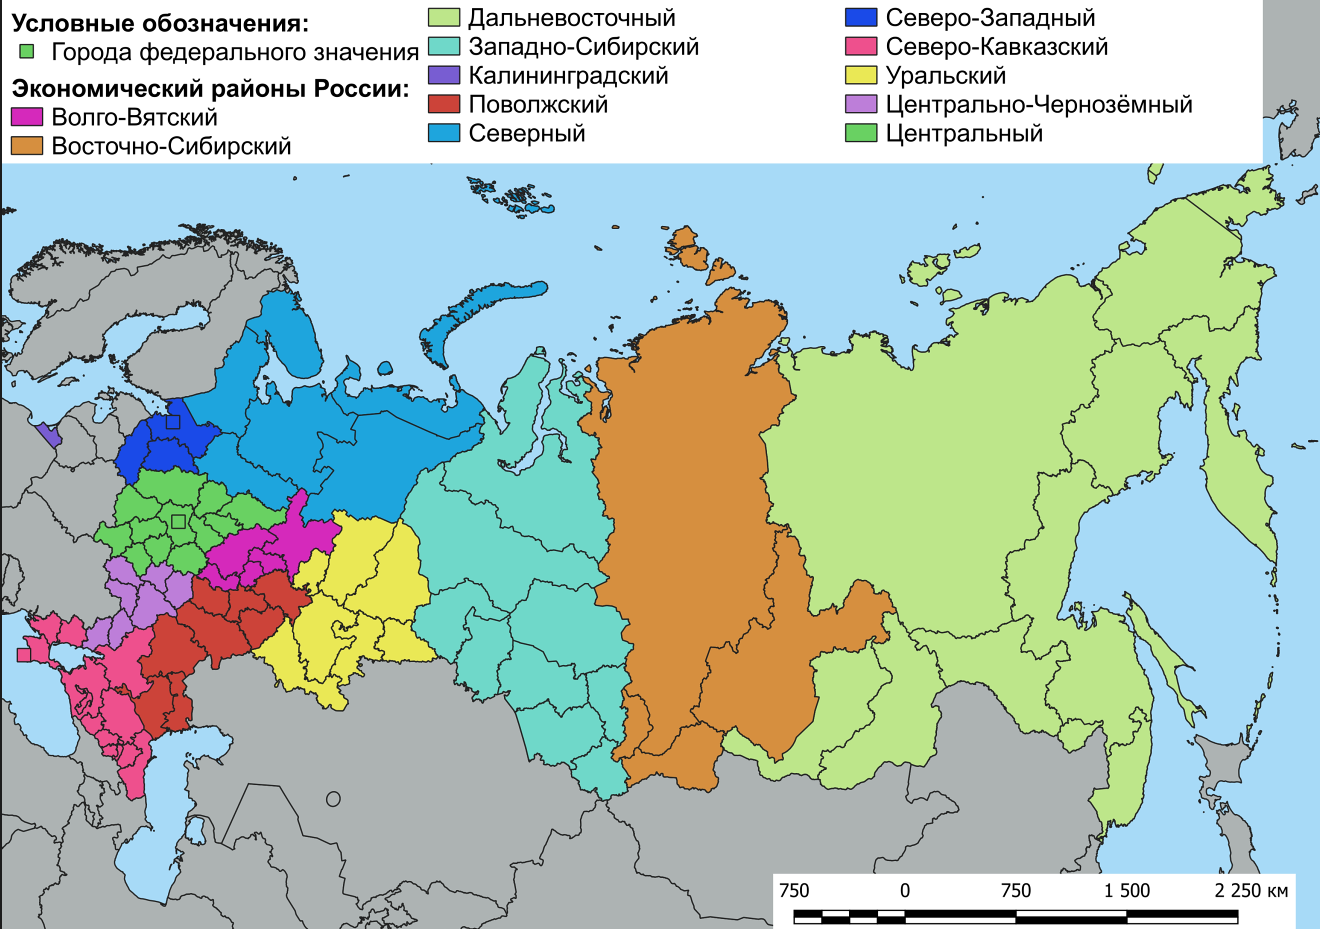 Условные обозначения:
Города федерального значения
Экономический районы России:
Волго-Вятский
Восточно-Сибирский
Дальневосточный
Западно-Сибирский
Калининградский
Поволжский
Северный
Северо-Западный
Северо-Кавказский
Уральский
Центрально-Чернозёмный
Центральный
750 0 750 1 500 2 250 км